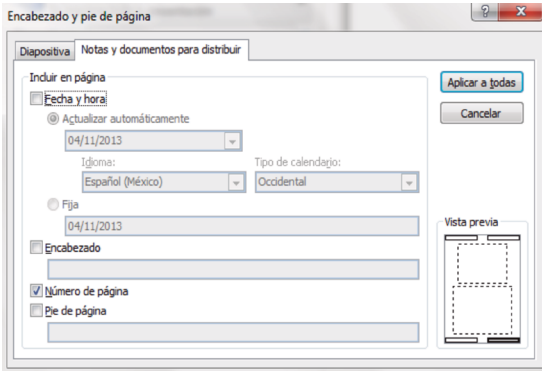 Encabezado y pie de página
Diapositiva
Notas y documentos para distribuir
Incluir en página
Fecha y hora
Actualizar automáticamente
04/11/2013
Idioma:
Tipo de calendario:
Español (México)
Occidental
Fija
04/11/2013
Encabezado
Número de página
Pie de página
Aplicar a todas
Cancelar
Vista previa